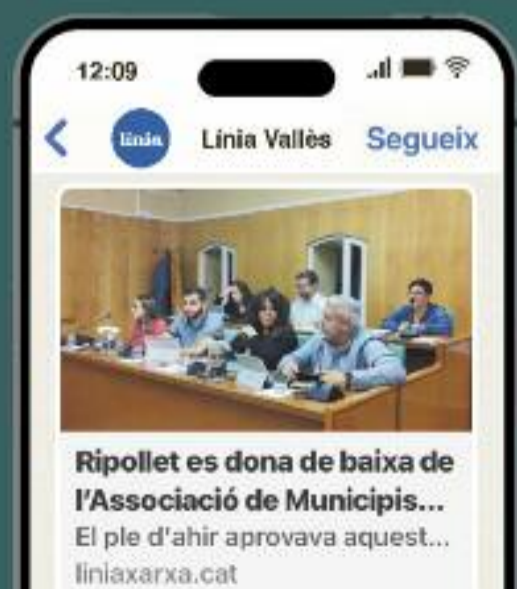 12:09
línia
Línia Vallès
Segueix
Ripollet es dona de baixa de
l'Associació de Municipis...
El ple d'ahir aprovava aquest...
liniaxarxa.cat